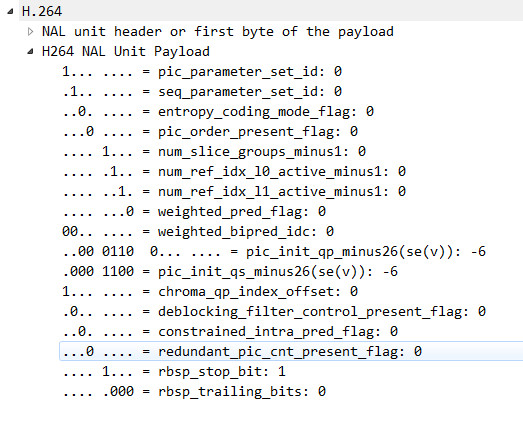 H.264
NAL unit header or first byte of the payload
H264 NAL Unit Payload
1... .... = pic_parameter_set_id: 0
.1.. .... = seq_parameter_set_id: 0
..0. .... = entropy_coding_mode_flag: 0
...0 .... = pic_order_present_flag: 0
.... 1... = num_slice_groups_minus1: 0
.... .1.. = num_ref_idx_l0_active_minus1: 0
.... ..1. = num_ref_idx_l1_active_minus1: 0
.... ...0 = weighted_pred_flag: 0
00.. .... = weighted_bipred_idc: 0
..00 0110  0... .... = pic_init_qp_minus26(se(v)): -6
.000 1100 = pic_init_qs_minus26(se(v)): -6
1... .... = chroma_qp_index_offset: 0
.0.. .... = deblocking_filter_control_present_flag: 0
..0. .... = constrained_intra_pred_flag: 0
...0 .... = redundant_pic_cnt_present_flag: 0
.... 1... = rbsp_stop_bit: 1
.... .000 = rbsp_trailing_bits: 0